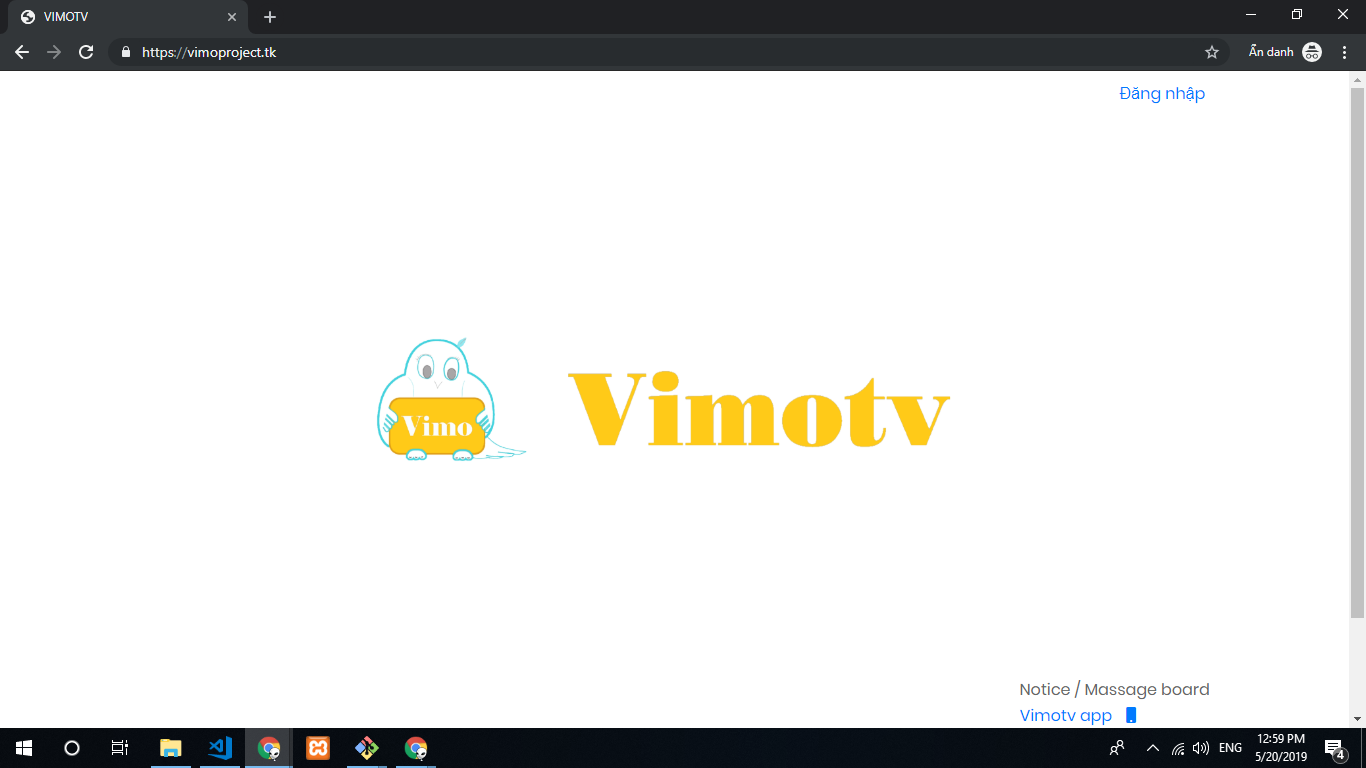 VIMOTV
https://vimoproject.tk
Ẩn danh
Đăng nhập
Vimo
Vimotv
Notice / Massage board
Vimotv app
ENG
12:59 PM
5/20/2019
4